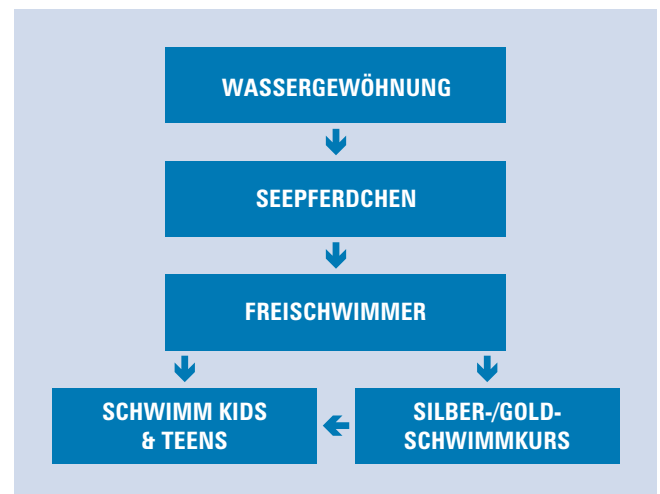 WASSERGEWÖHNUNG
SEEPFERDCHEN
FREISCHWIMMER
SCHWIMM KIDS
& TEENS
SILBER-/GOLD-
SCHWIMMKURS